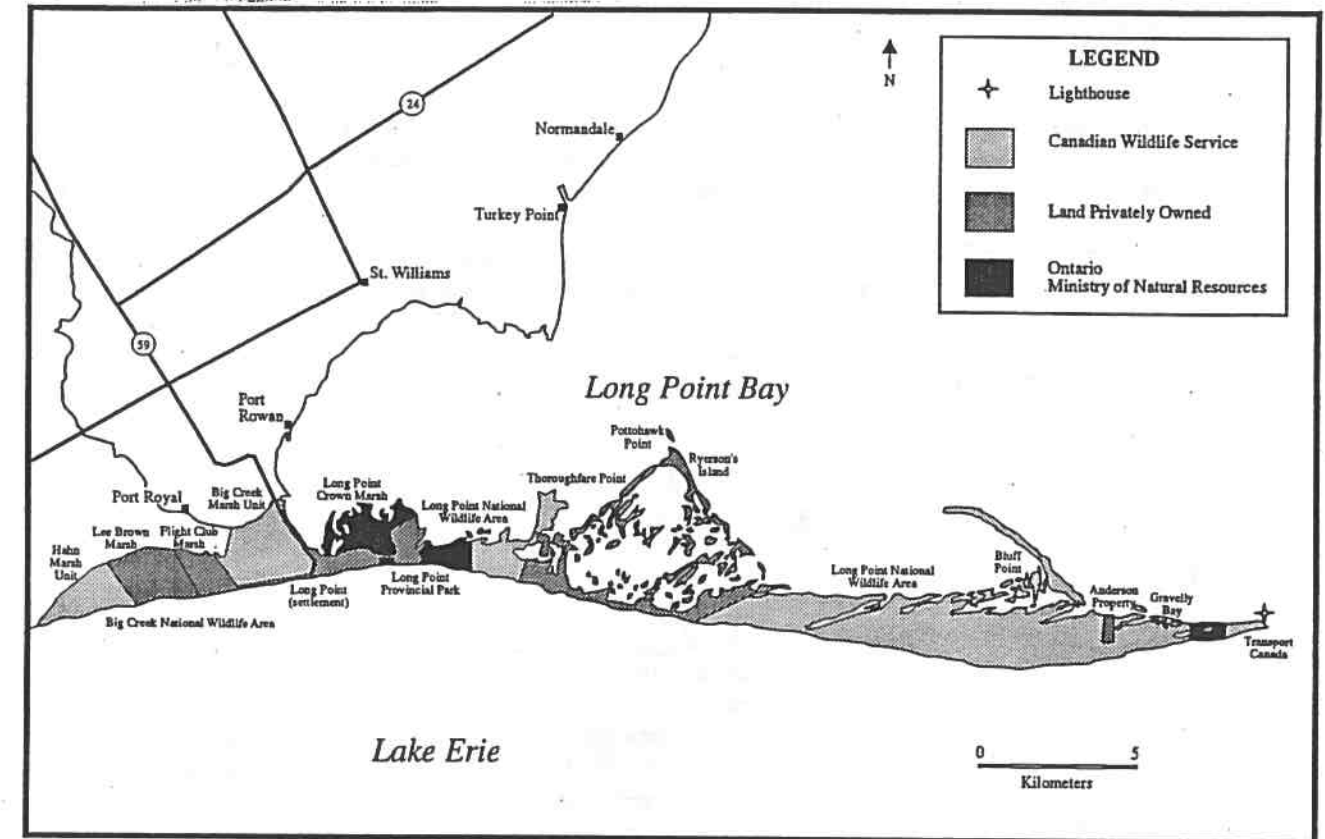 N
LEGEND
Lighthouse
Canadian Wildlife Service
Land Privately Owned
Ontario
Ministry of Natural Resources
24
Normandale
Turkey Point
St. Williams
59
Long Point Bay
Port
Rowan
Pottohawk
Point
Ryerson's
Island
Thoroughfare Point
Long Point
Crown Marsh
Big Creek
Marsh Unit
Port Royal
Long Point National
Wildlife Area
Lee Brown
Marsh
Flight Club
Marsh
Hahn
Marsh
Unit
Bluff
Point
Long Point National
Wildlife Area
Anderson
Property
Gravelly
Bay
Long Point
(settlement)
Long Point
Provincial Park
Big Creek National Wildlife Area
Transport
Canada
Lake Erie
0
5
Kilometers